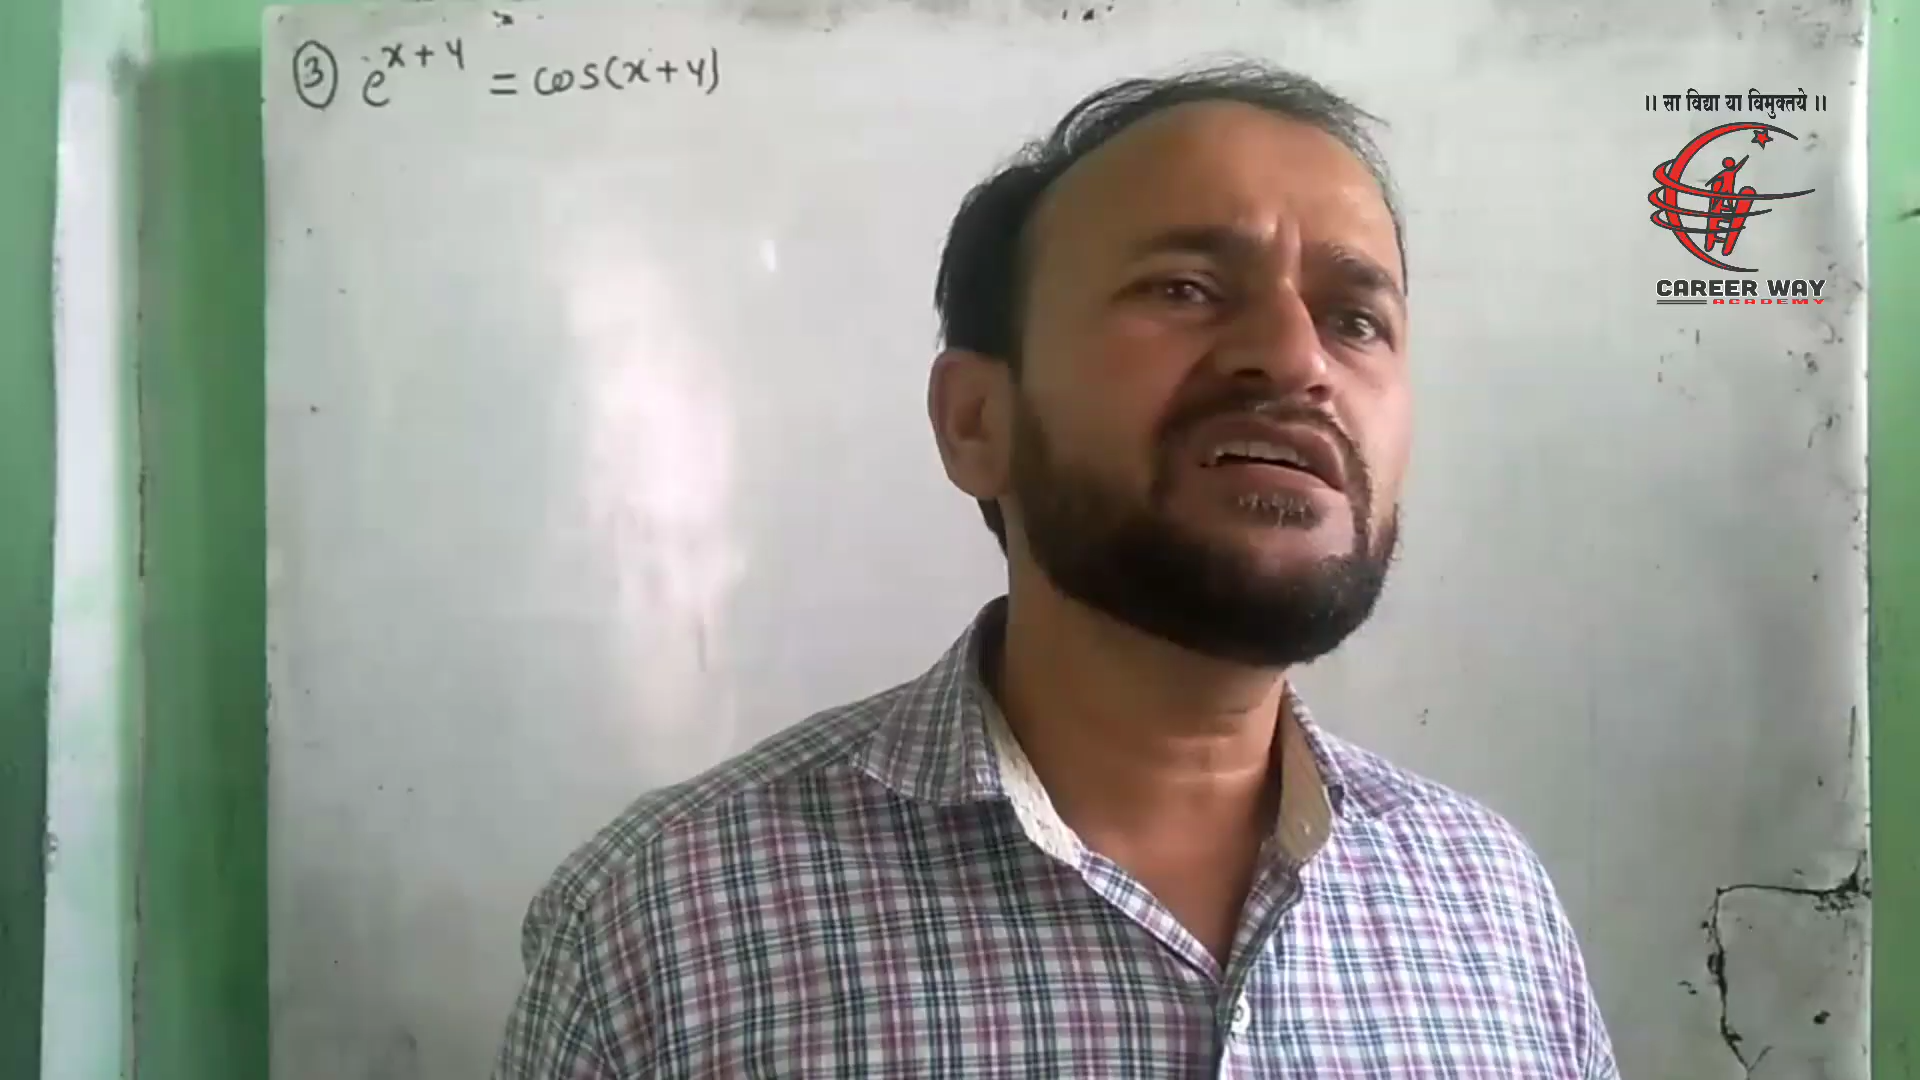 ③ e^x+y = cos(x+y)
।। सा विद्या या विमुक्तये ।।
CAREER WAY
ACADEMY